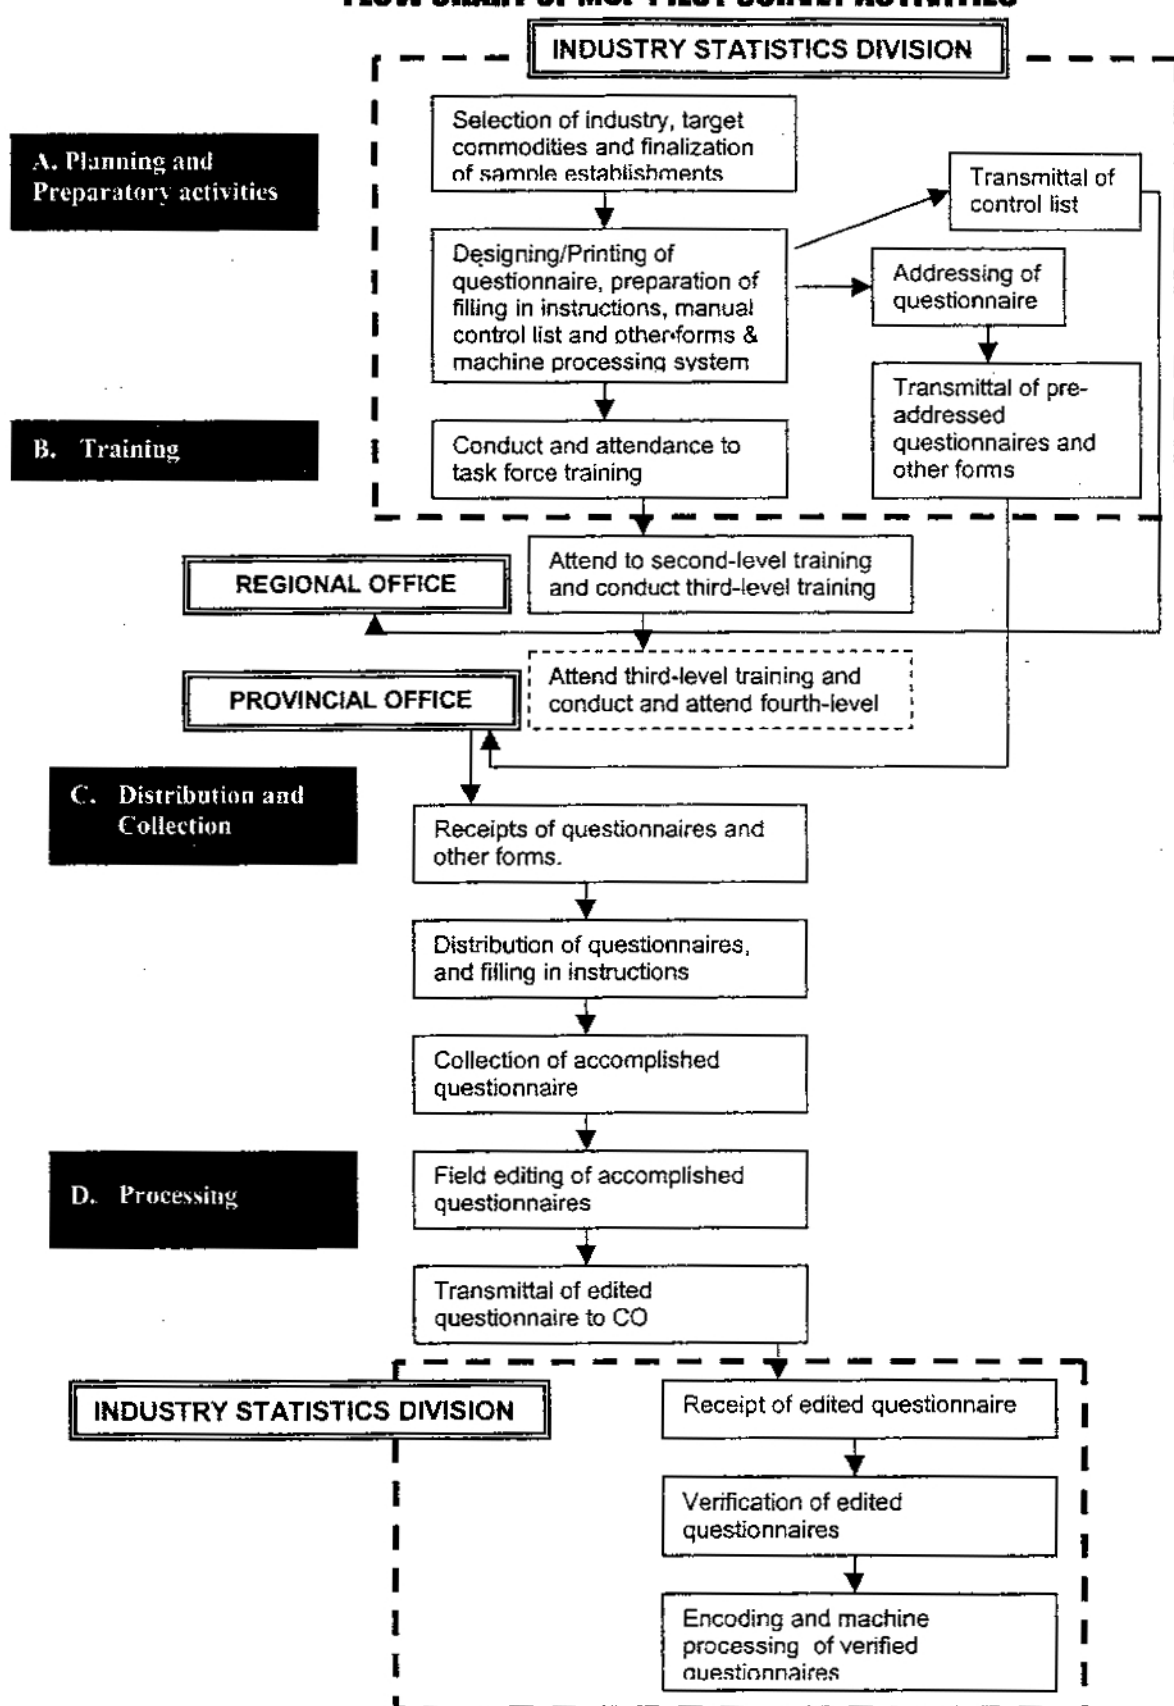 INDUSTRY STATISTICS DIVISION
A. Planning and
Preparatory activities
Selection of industry, target
commodities and finalization
of sample establishments
Transmittal of
control list
Designing/Printing of
questionnaire, preparation of
filling in instructions, manual
control list and other forms &
machine processing system
Addressing of
questionnaire
Transmittal of pre-
addressed
questionnaires and
other forms
B. Training
Conduct and attendance to
task force training
REGIONAL OFFICE
Attend to second-level training
and conduct third-level training
PROVINCIAL OFFICE
Attend third-level training and
conduct and attend fourth-level
C. Distribution and
Collection
Receipts of questionnaires and
other forms.
Distribution of questionnaires,
and filling in instructions
Collection of accomplished
questionnaire
D. Processing
Field editing of accomplished
questionnaires
Transmittal of edited
questionnaire to CO
INDUSTRY STATISTICS DIVISION
Receipt of edited questionnaire
Verification of edited
questionnaires
Encoding and machine
processing of verified
questionnaires